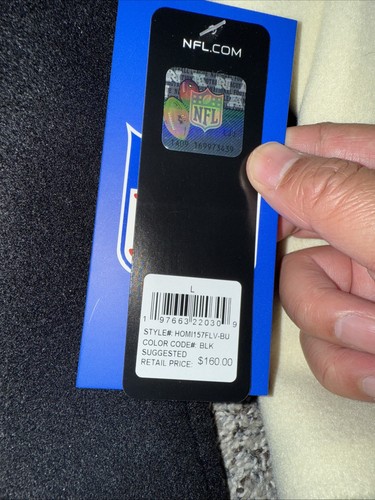 NFL.COM
NFL
L
1 97663 22030 9
STYLE#: HOMI157FLV-BU
COLOR CODE#: BLK
SUGGESTED
RETAIL PRICE: $160.00